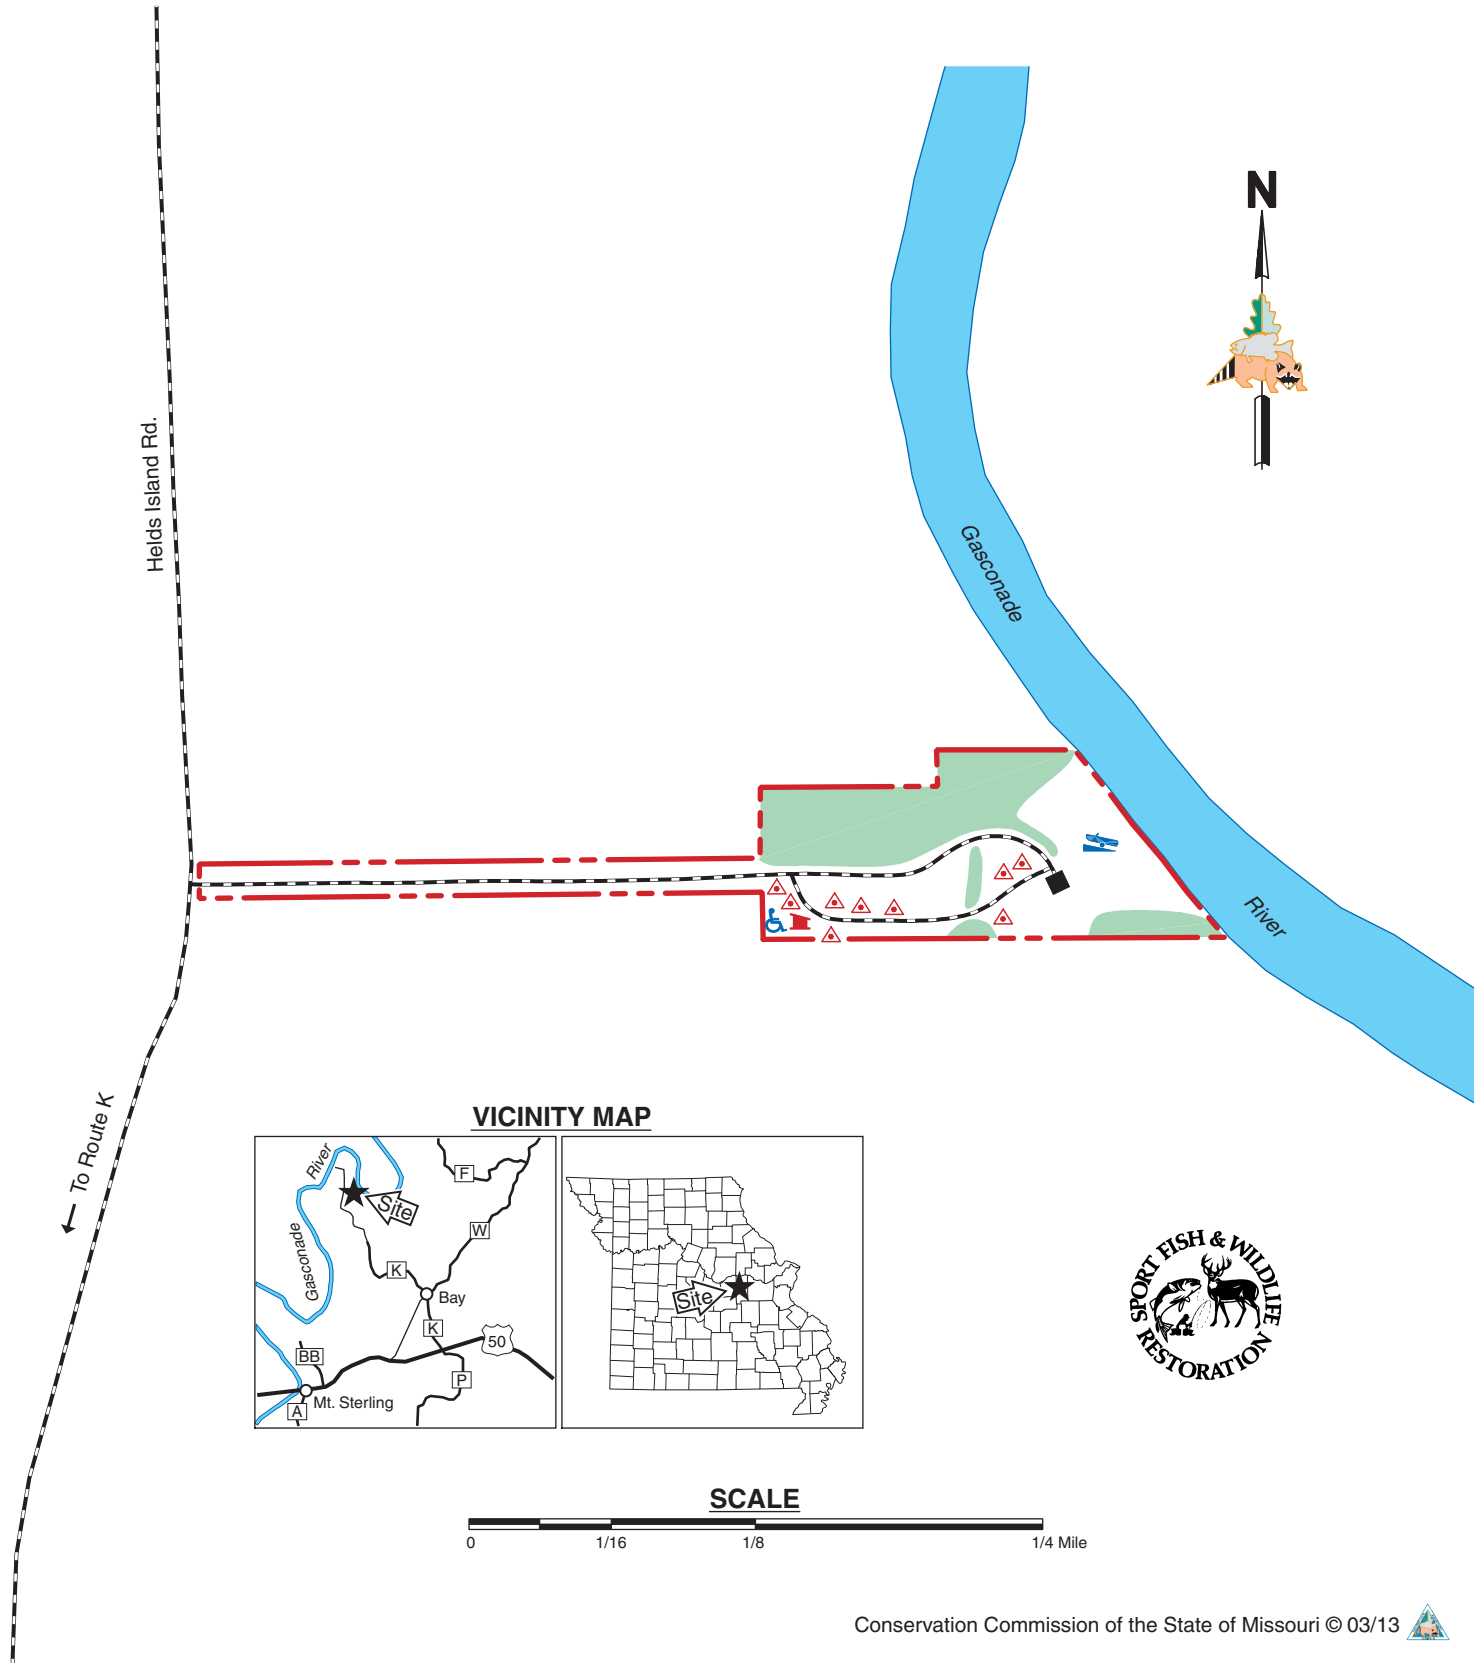 N
Helds Island Rd.
Gasconade
River
To Route K
VICINITY MAP
River
F
Site
W
Gasconade
K
Bay
K
50
BB
P
Mt. Sterling
A
Site
SPORT FISH & WILDLIFE
RESTORATION
SCALE
0 1/16 1/8 1/4 Mile
Conservation Commission of the State of Missouri © 03/13